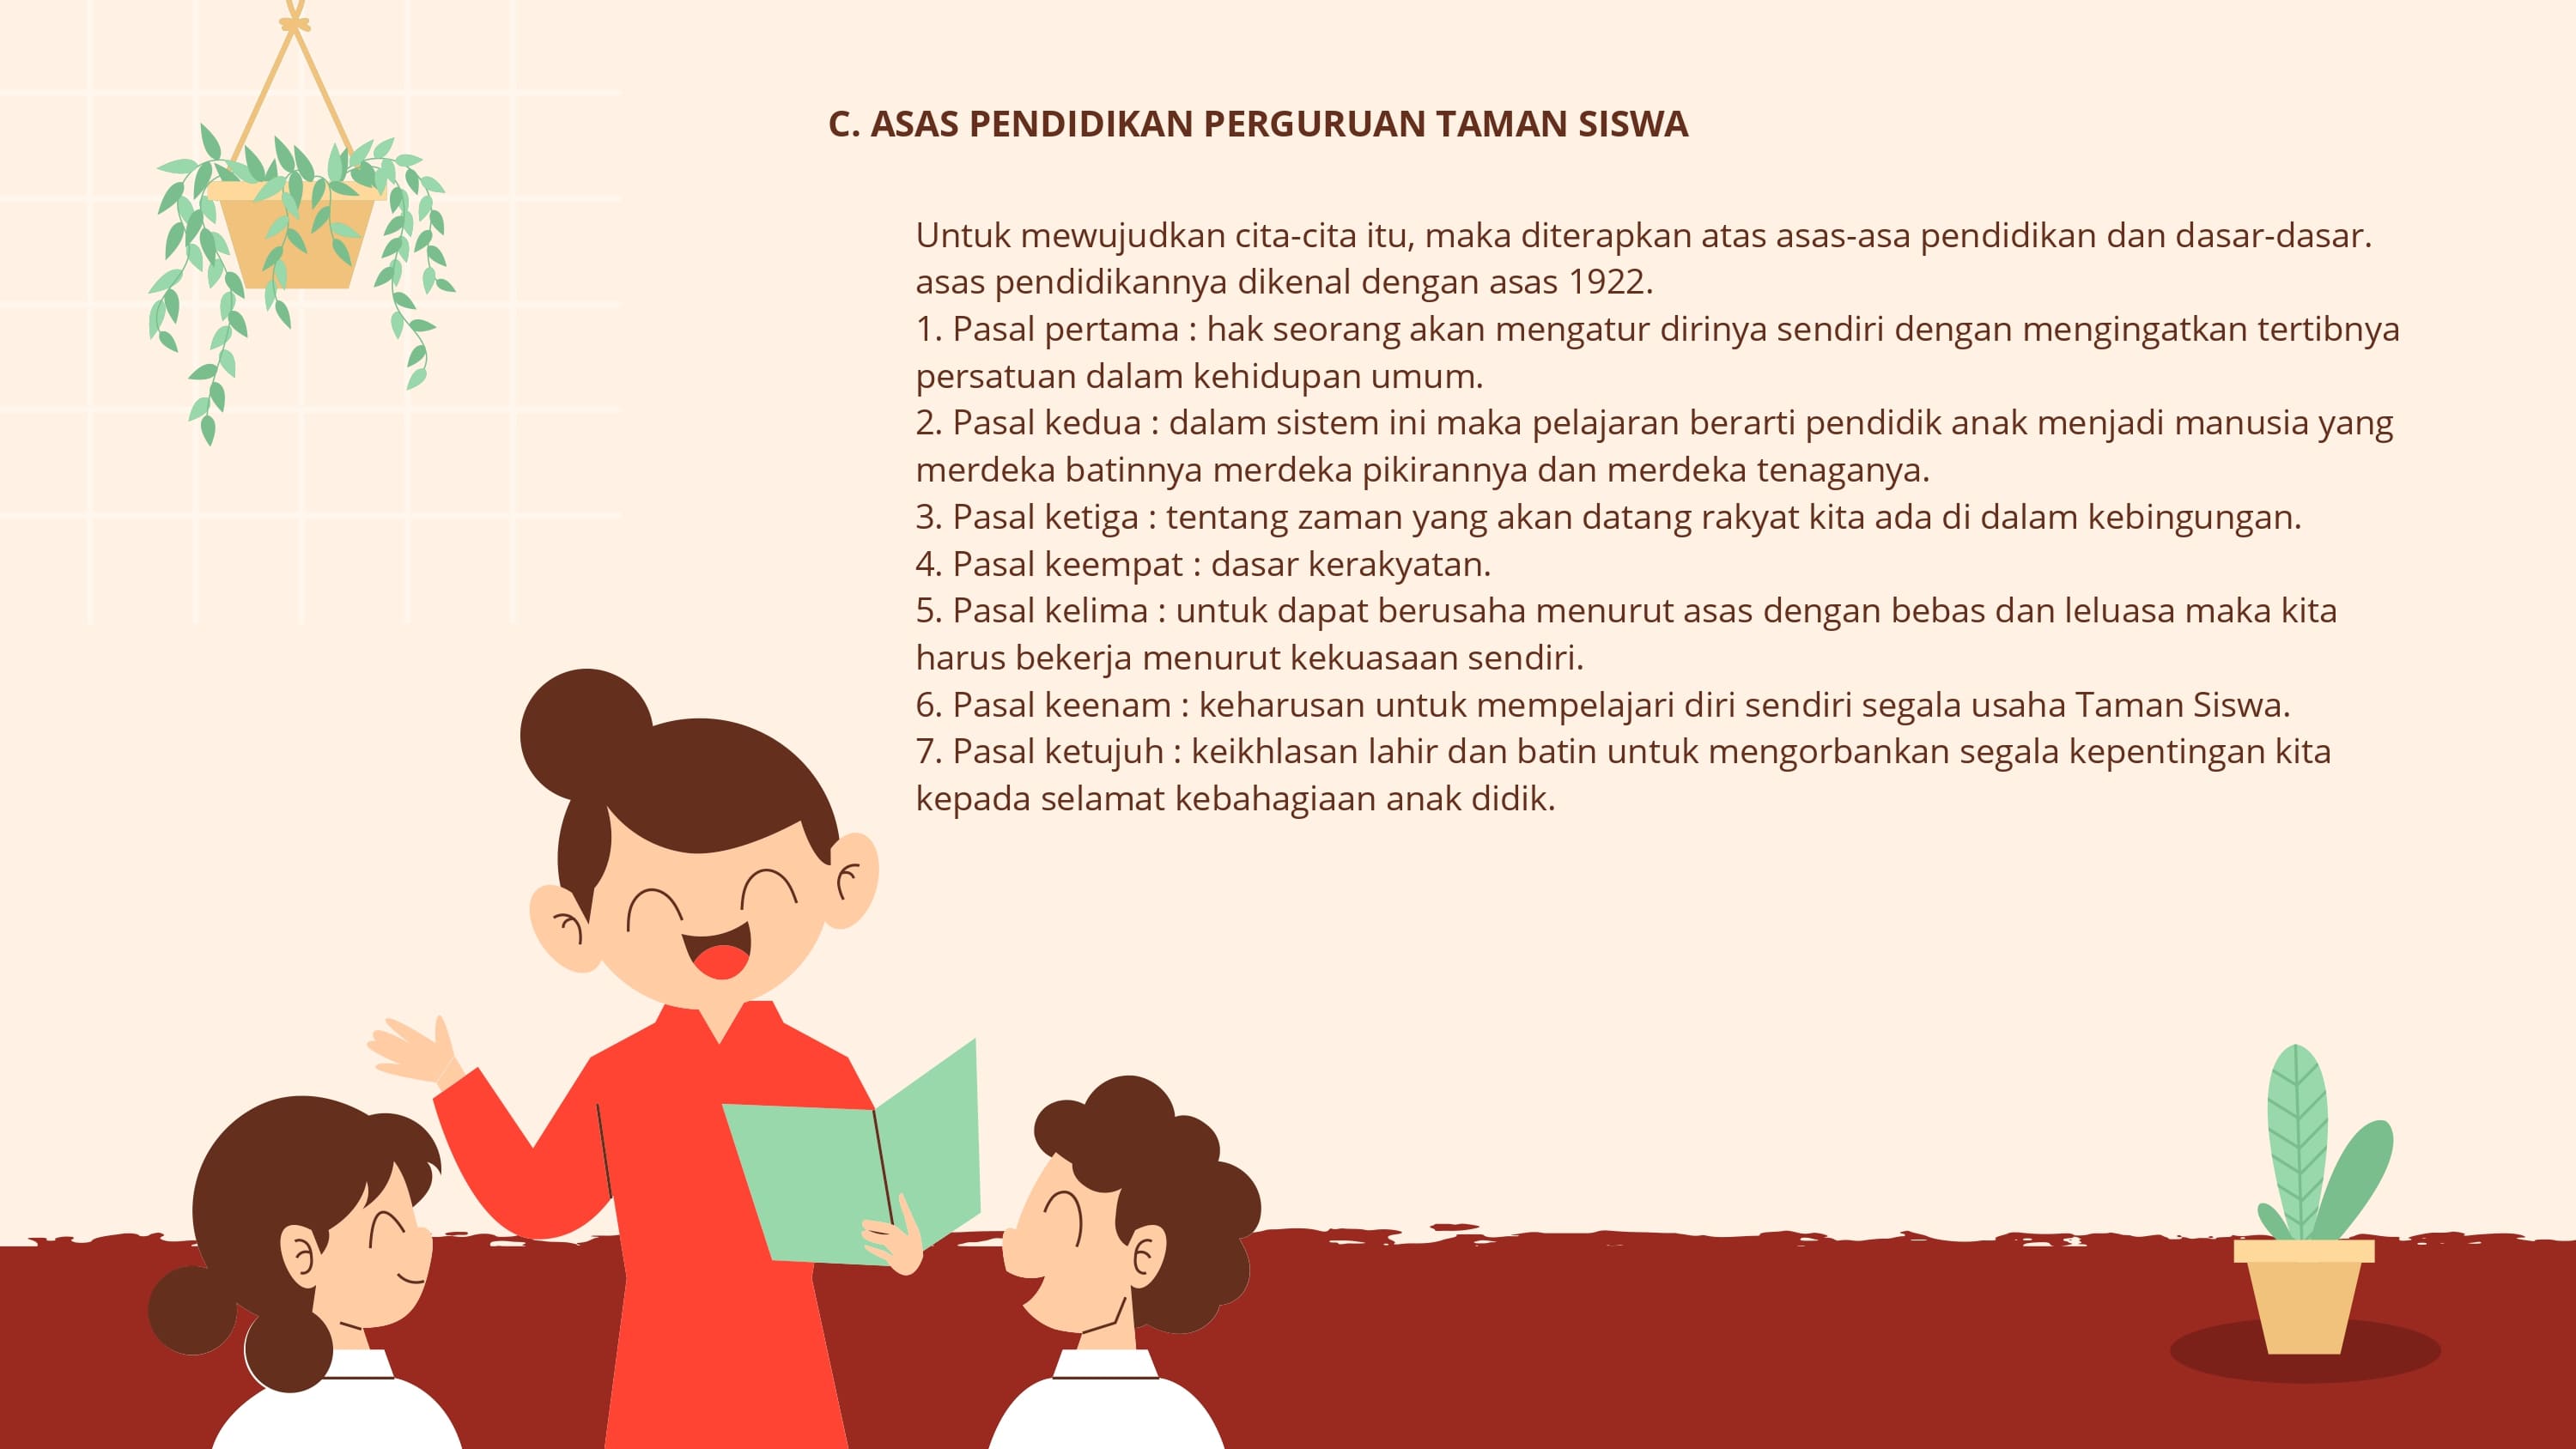 C. ASAS PENDIDIKAN PERGURUAN TAMAN SISWA
Untuk mewujudkan cita-cita itu, maka diterapkan atas asas-asa pendidikan dan dasar-dasar.
asas pendidikannya dikenal dengan asas 1922.
1. Pasal pertama : hak seorang akan mengatur dirinya sendiri dengan mengingatkan tertibnya
persatuan dalam kehidupan umum.
2. Pasal kedua : dalam sistem ini maka pelajaran berarti pendidik anak menjadi manusia yang
merdeka batinnya merdeka pikirannya dan merdeka tenaganya.
3. Pasal ketiga : tentang zaman yang akan datang rakyat kita ada di dalam kebingungan.
4. Pasal keempat : dasar kerakyatan.
5. Pasal kelima : untuk dapat berusaha menurut asas dengan bebas dan leluasa maka kita
harus bekerja menurut kekuasaan sendiri.
6. Pasal keenam : keharusan untuk mempelajari diri sendiri segala usaha Taman Siswa.
7. Pasal ketujuh : keikhlasan lahir dan batin untuk mengorbankan segala kepentingan kita
kepada selamat kebahagiaan anak didik.